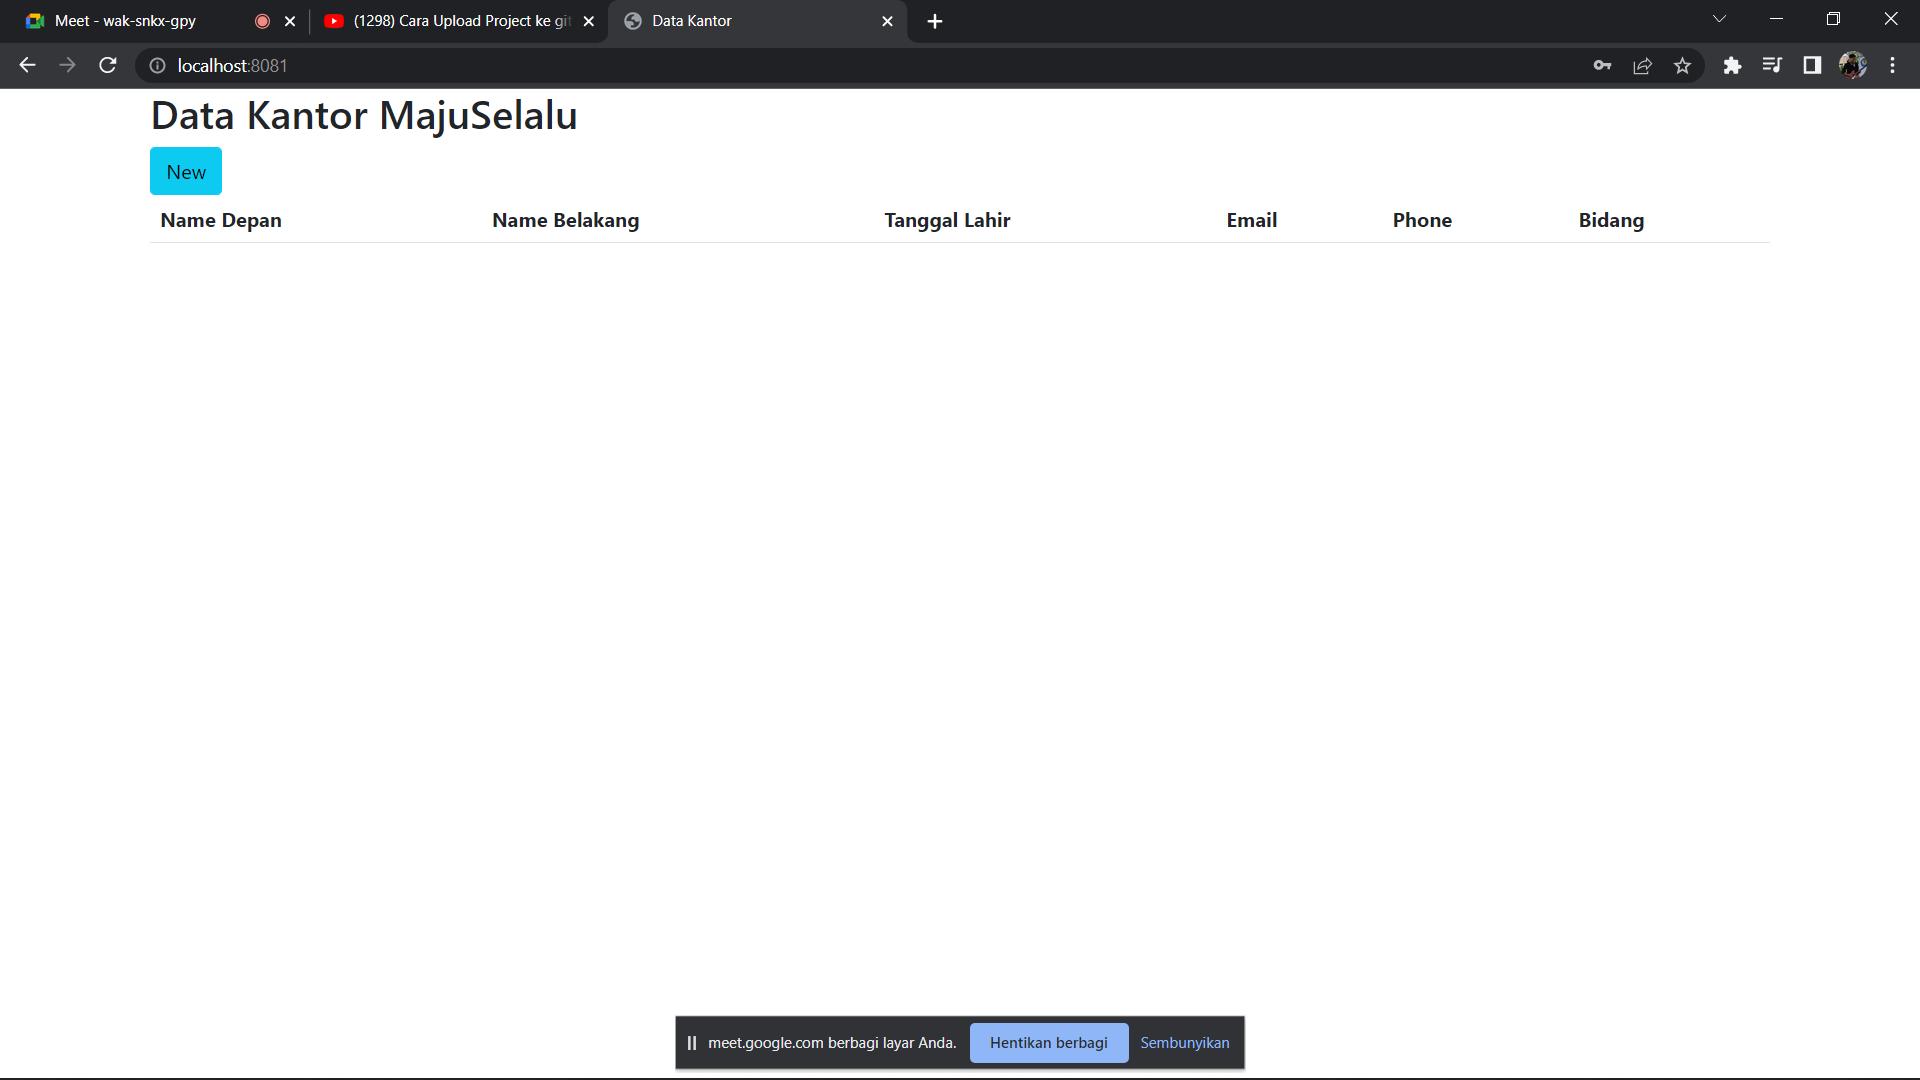 Meet - wak-snkx-gpy
(1298) Cara Upload Project ke git
Data Kantor
localhost:8081
Data Kantor MajuSelalu
New
Name Depan Name Belakang Tanggal Lahir Email Phone Bidang
meet.google.com berbagi layar Anda. Hentikan berbagi Sembunyikan